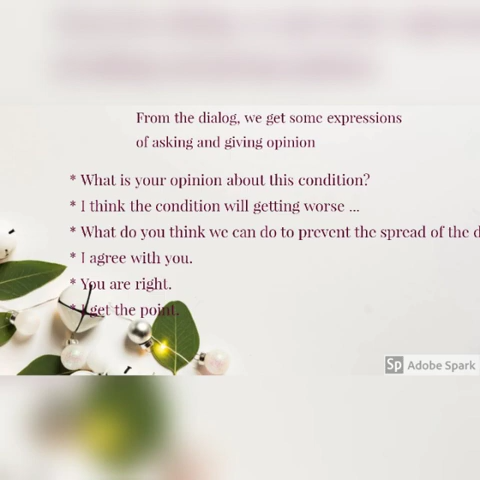 From the dialog, we get some expressions
of asking and giving opinion
* What is your opinion about this condition?
* I think the condition will getting worse ...
* What do you think we can do to prevent the spread of the d
* I agree with you.
* You are right.
* I get the point.
Sp Adobe Spark